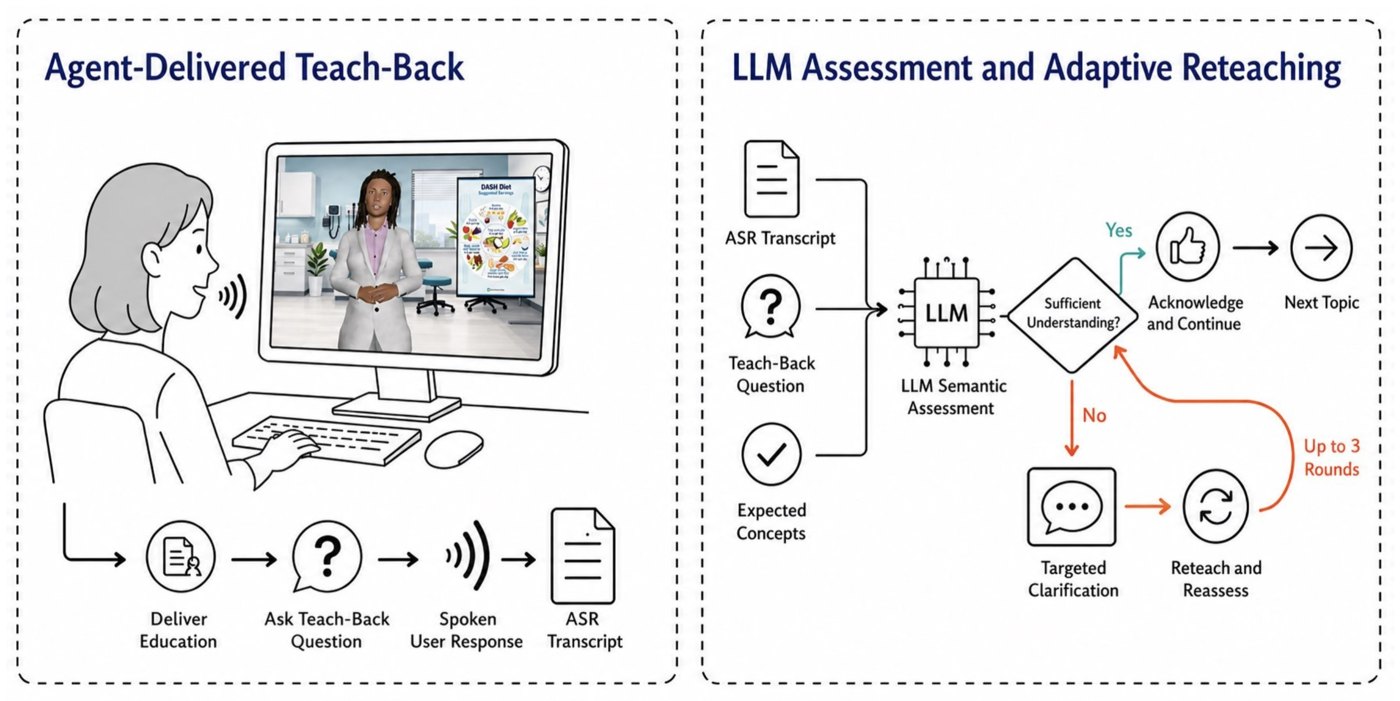 Agent-Delivered Teach-Back
DASH Diet
Suggested Servings
Deliver
Education
Ask Teach-Back
Question
Spoken
User Response
ASR
Transcript
LLM Assessment and Adaptive Reteaching
ASR Transcript
?
Teach-Back
Question
Expected
Concepts
LLM
LLM Semantic
Assessment
Sufficient
Understanding?
Yes
Acknowledge
and Continue
Next Topic
No
Targeted
Clarification
Reteach and
Reassess
Up to 3
Rounds